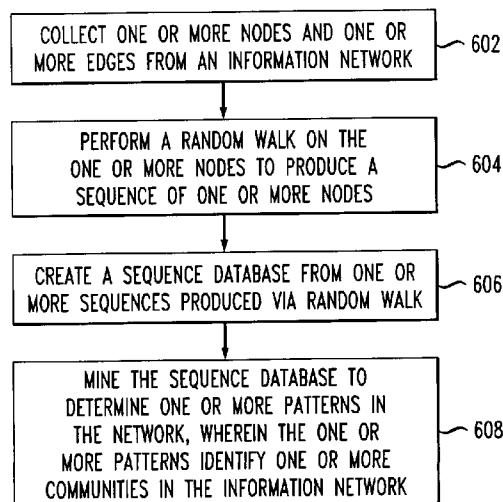 COLLECT ONE OR MORE NODES AND ONE OR
MORE EDGES FROM AN INFORMATION NETWORK
602
PERFORM A RANDOM WALK ON THE
ONE OR MORE NODES TO PRODUCE A
SEQUENCE OF ONE OR MORE NODES
604
CREATE A SEQUENCE DATABASE FROM ONE OR
MORE SEQUENCES PRODUCED VIA RANDOM WALK
606
MINE THE SEQUENCE DATABASE TO
DETERMINE ONE OR MORE PATTERNS IN
THE NETWORK, WHEREIN THE ONE OR
MORE PATTERNS IDENTIFY ONE OR MORE
COMMUNITIES IN THE INFORMATION NETWORK
608